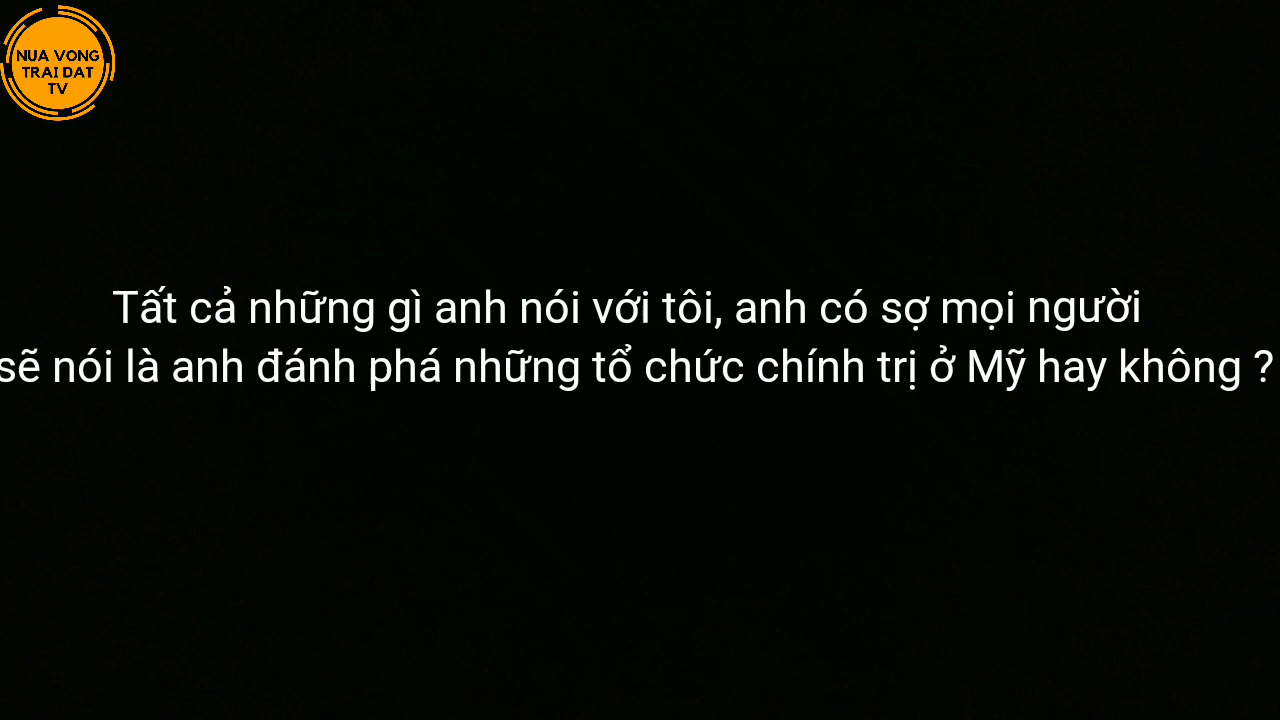 NUA VONG
TRAI DAT
TV
Tất cả những gì anh nói với tôi, anh có sợ mọi người
sẽ nói là anh đánh phá những tổ chức chính trị ở Mỹ hay không ?